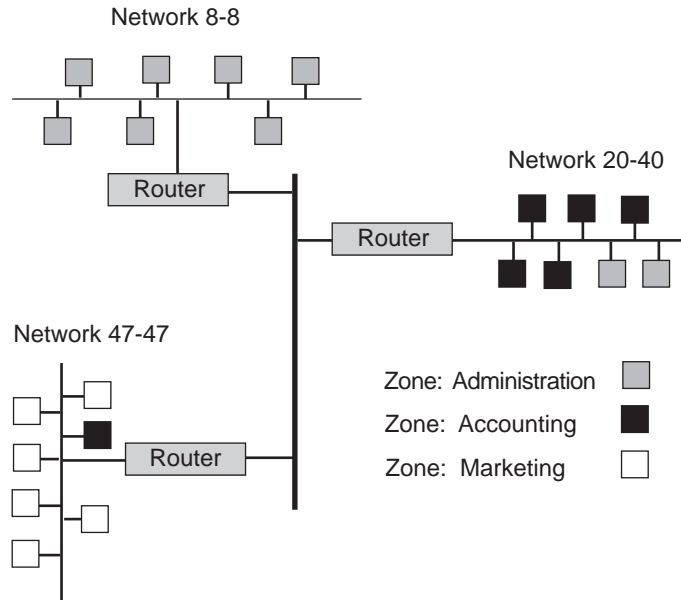 Network 8-8
Router
Network 20-40
Router
Network 47-47
Router
Zone: Administration
Zone: Accounting
Zone: Marketing